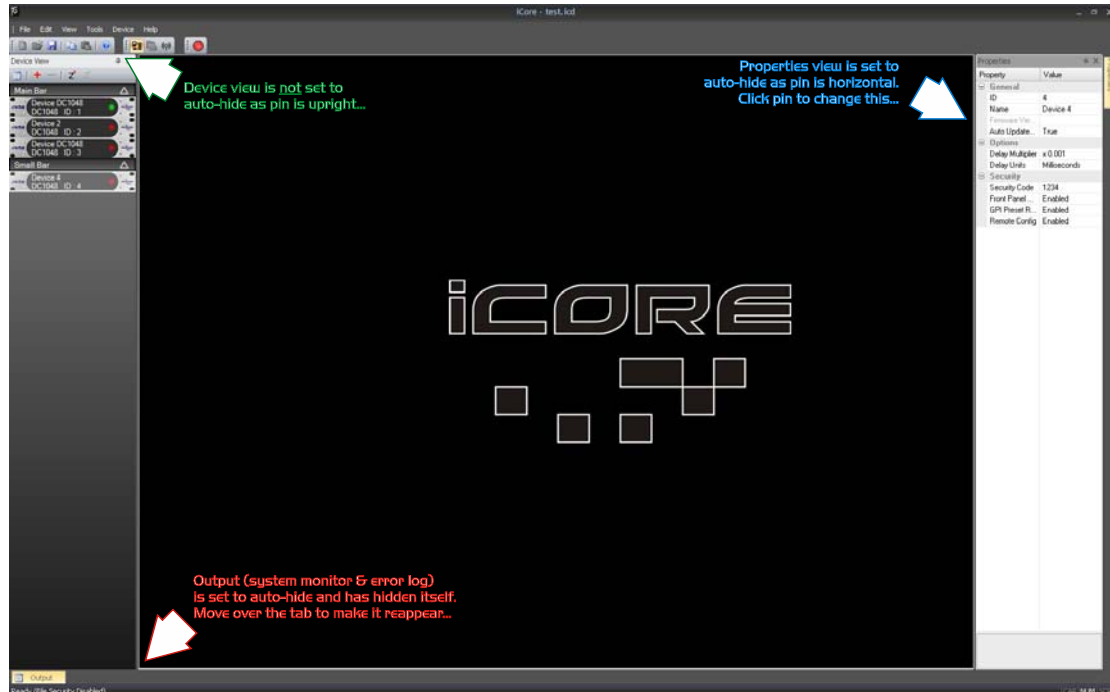 iCore - test.icd
File Edit View Tools Device Help
Device View
Main Bar
Device DC1048
DC1048 ID : 1
Device 2
DC1048 ID : 2
Device DC1048
DC1048 ID : 3
Small Bar
Device 4
DC1048 ID : 4
Device view is not set to
auto-hide as pin is upright...
Properties view is set to
auto-hide as pin is horizontal.
Click pin to change this...
iCORE
Output (system monitor & error log)
is set to auto-hide and has hidden itself.
Move over the tab to make it reappear...
Properties
Property Value
General
ID 4
Name Device 4
Firmware Ver...
Auto Update... True
Options
Delay Multiplier x 0.001
Delay Units Milliseconds
Security
Security Code 1234
Front Panel ... Enabled
GPI Preset R... Enabled
Remote Config Enabled
Output
Ready (File Security Disabled)